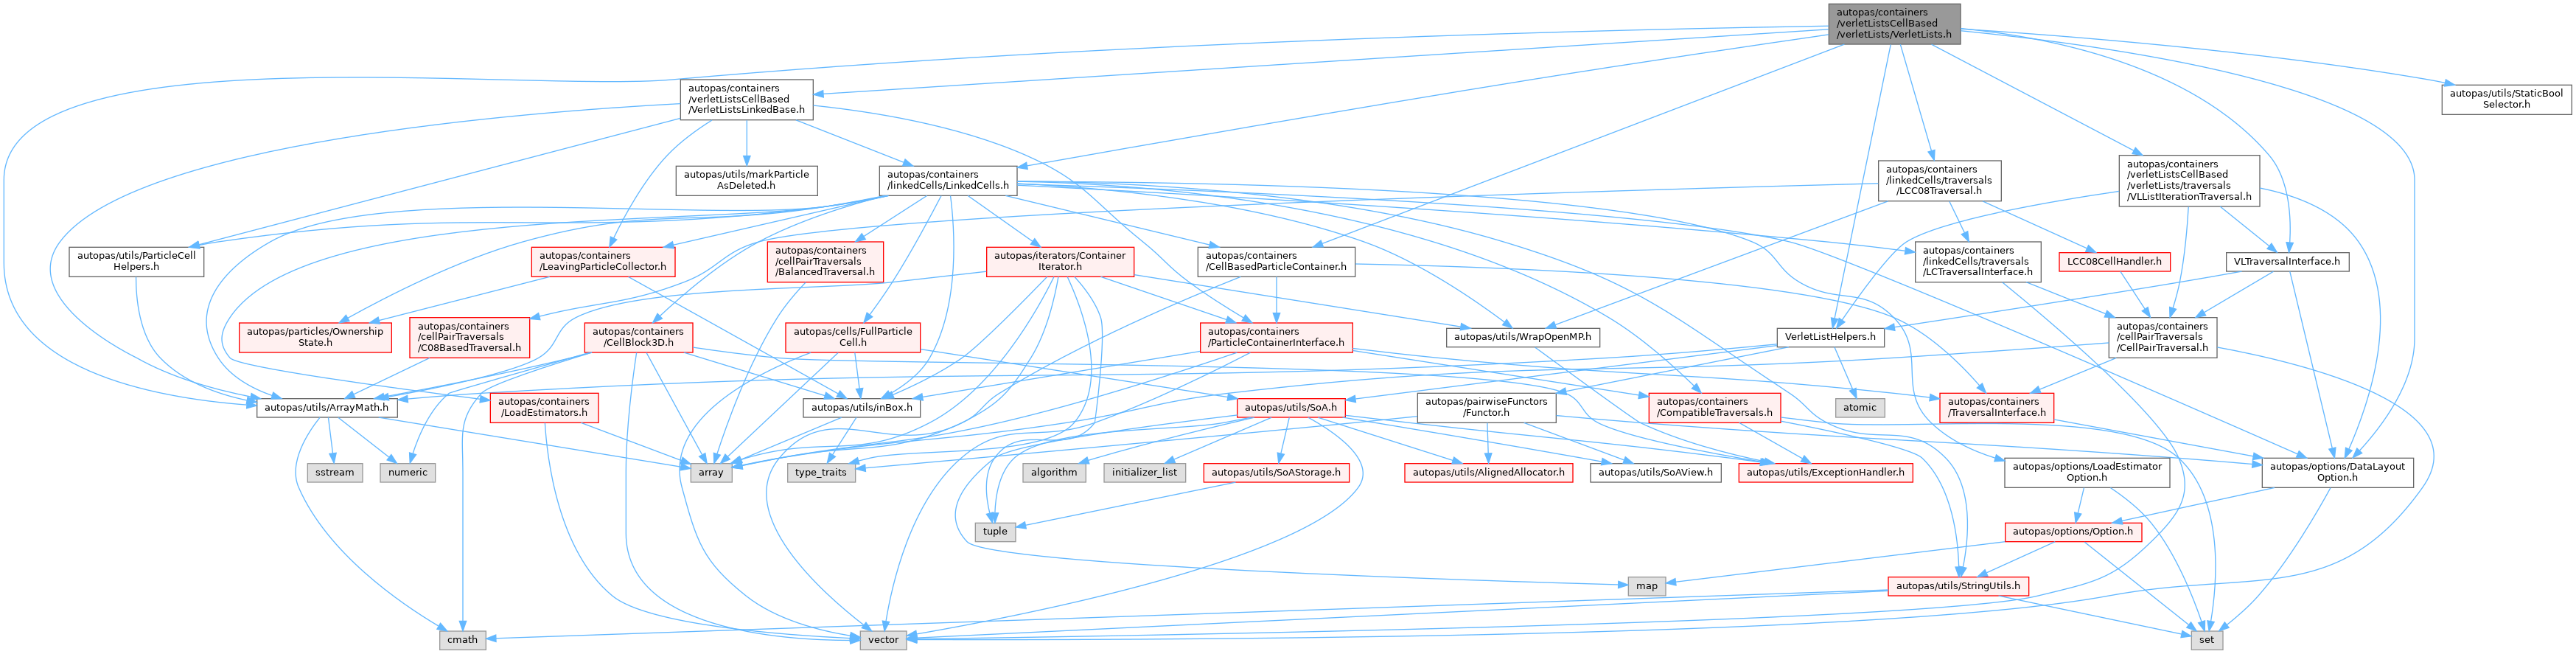 autopas/containers
/verletListsCellBased
/verletLists/VerletLists.h
autopas/containers
/verletListsCellBased
/VerletListsLinkedBase.h
autopas/utils/StaticBool
Selector.h
autopas/utils/markParticle
AsDeleted.h
autopas/containers
/linkedCells/LinkedCells.h
autopas/containers
/linkedCells/traversals
/LCC08Traversal.h
autopas/containers
/verletListsCellBased
/verletLists/traversals
/VLListIterationTraversal.h
autopas/utils/ParticleCell
Helpers.h
autopas/containers
/LeavingParticleCollector.h
autopas/containers
/cellPairTraversals
/BalancedTraversal.h
autopas/iterators/Container
Iterator.h
autopas/containers
/CellBasedParticleContainer.h
autopas/containers
/linkedCells/traversals
/LCTraversalInterface.h
LCC08CellHandler.h
VLTraversalInterface.h
autopas/particles/Ownership
State.h
autopas/containers
/cellPairTraversals
/C08BasedTraversal.h
autopas/containers
/CellBlock3D.h
autopas/cells/FullParticle
Cell.h
autopas/containers
/ParticleContainerInterface.h
autopas/utils/WrapOpenMP.h
VerletListHelpers.h
autopas/containers
/cellPairTraversals
/CellPairTraversal.h
autopas/utils/ArrayMath.h
autopas/containers
/LoadEstimators.h
autopas/utils/inBox.h
autopas/utils/SoA.h
autopas/pairwiseFunctors
/Functor.h
autopas/containers
/CompatibleTraversals.h
atomic
autopas/containers
/TraversalInterface.h
sstream
numeric
array
type_traits
algorithm
initializer_list
autopas/utils/SoAStorage.h
autopas/utils/AlignedAllocator.h
autopas/utils/SoAView.h
autopas/utils/ExceptionHandler.h
autopas/options/LoadEstimator
Option.h
autopas/options/DataLayout
Option.h
tuple
autopas/options/Option.h
map
autopas/utils/StringUtils.h
cmath
vector
set